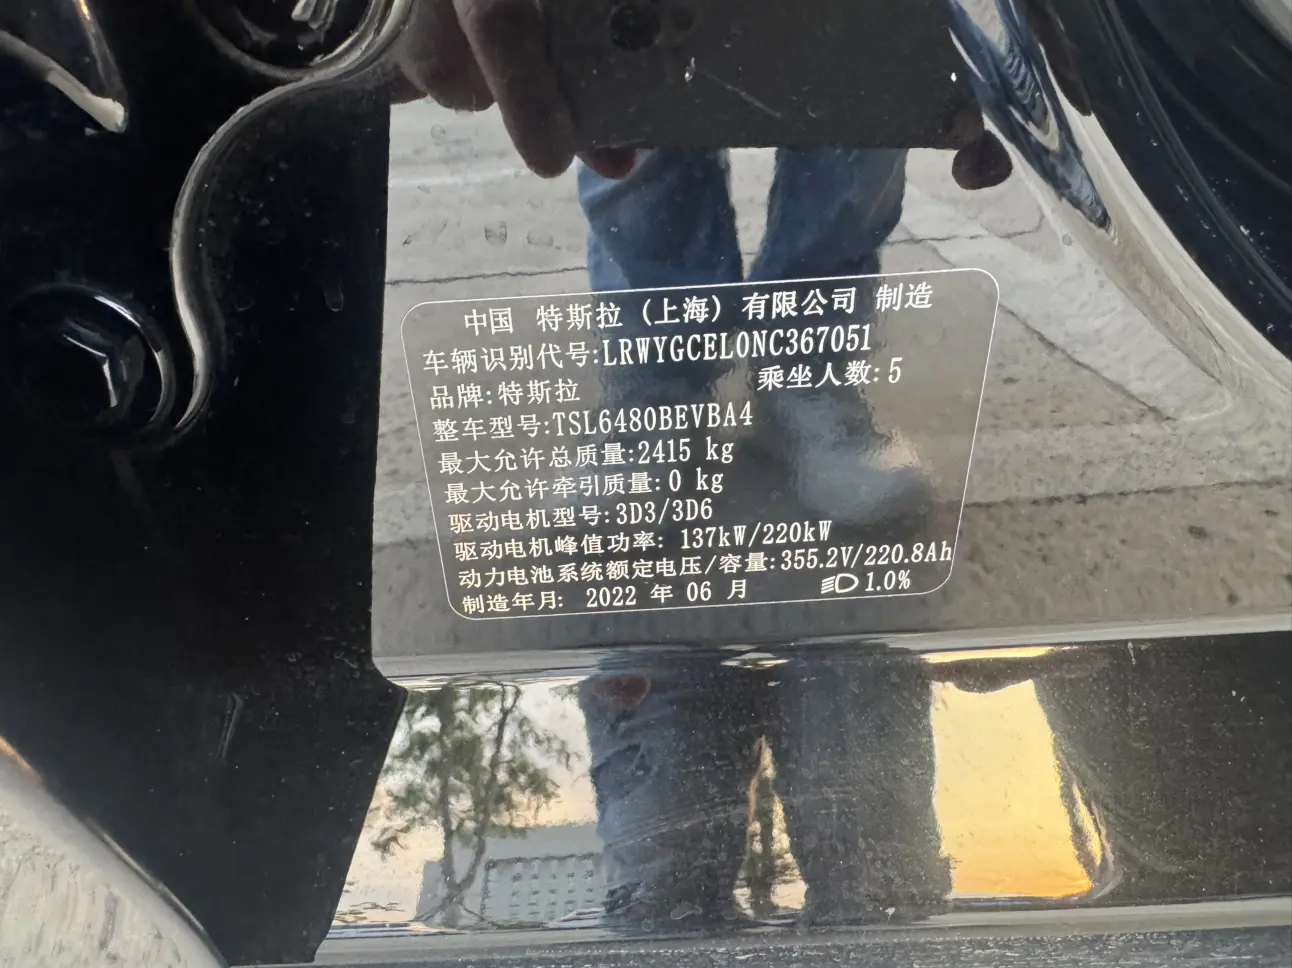 中国 特斯拉（上海）有限公司 制造
车辆识别代号:LRWYGCEL0NC367051
品牌:特斯拉 乘坐人数:5
整车型号:TSL6480BEVBA4
最大允许总质量:2415 kg
最大允许牵引质量:0 kg
驱动电机型号:3D3/3D6
驱动电机峰值功率: 137kW/220kW
动力电池系统额定电压/容量:355.2V/220.8Ah
制造年月: 2022 年 06 月 1.0%